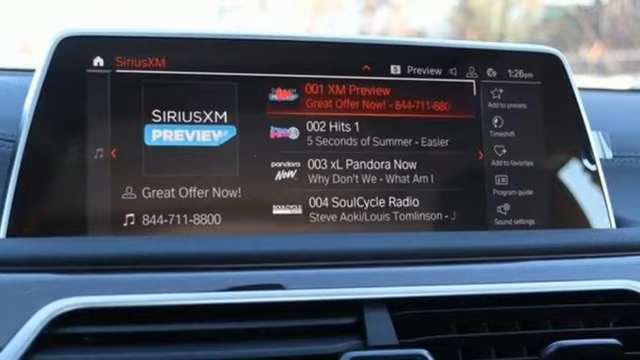 SiriusXM
Preview
1:26pm
SIRIUSXM
PREVIEW
Great Offer Now!
844-711-8800
001 XM Preview
Great Offer Now! - 844-711-880
002 Hits 1
5 Seconds of Summer - Easier
pandora
Now
003 xL Pandora Now
Why Don't We - What Am I
SOULCYCLE
004 SoulCycle Radio
Steve Aoki/Louis Tomlinson - J
Add to presets
Timeshift
Add to favorites
Program guide
Sound settings